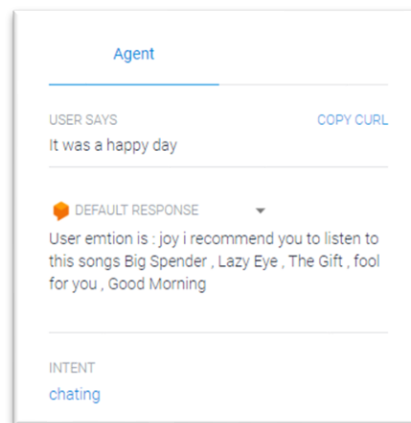 Agent
USER SAYS COPY CURL
It was a happy day
DEFAULT RESPONSE
User emtion is : joy i recommend you to listen to
this songs Big Spender , Lazy Eye , The Gift , fool
for you , Good Morning
INTENT
chating